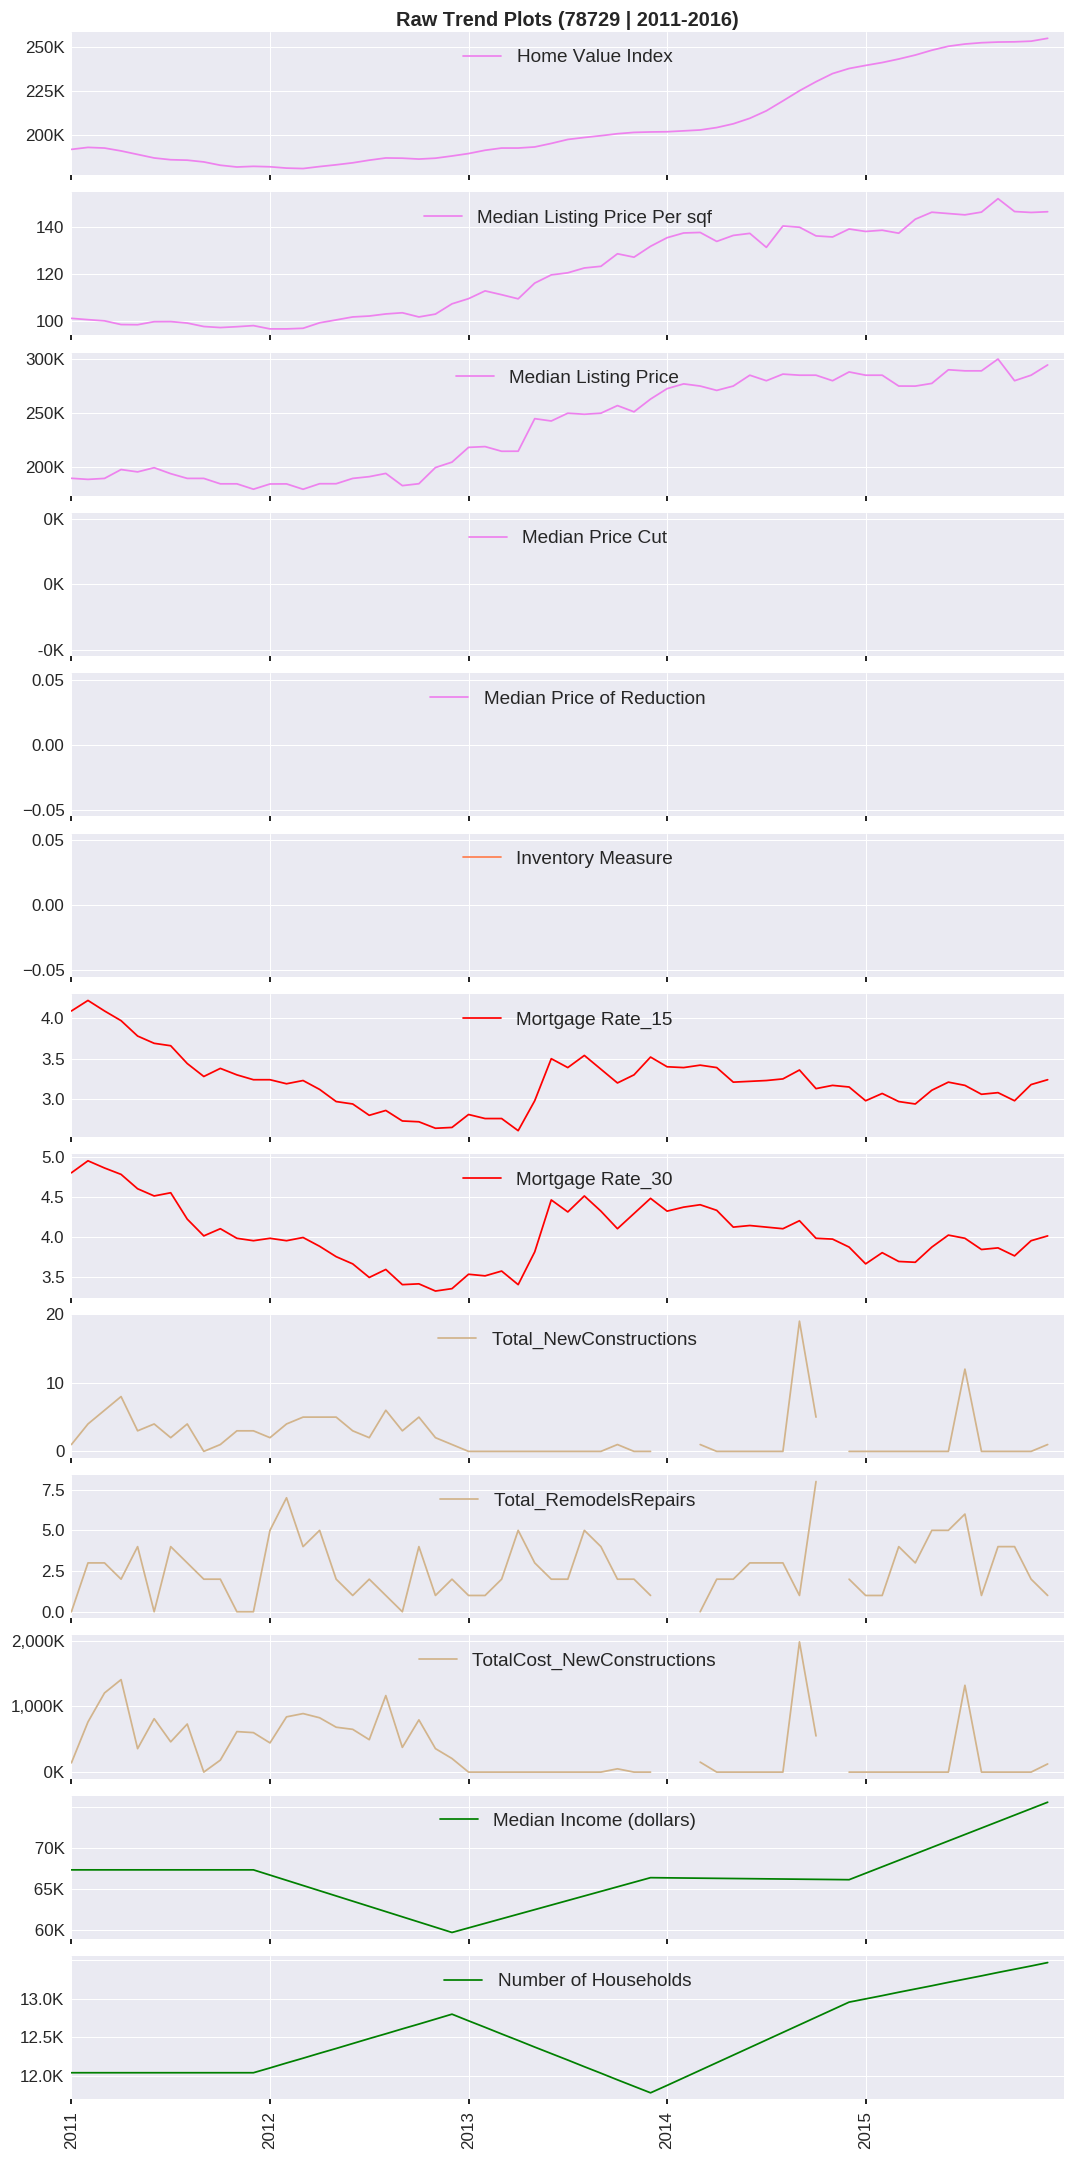 Raw Trend Plots (78729 | 2011-2016)
250K
225K
200K
Home Value Index
140
120
100
Median Listing Price Per sqf
300K
250K
200K
Median Listing Price
0K
0K
-0K
Median Price Cut
0.05
0.00
−0.05
Median Price of Reduction
0.05
0.00
−0.05
Inventory Measure
4.0
3.5
3.0
Mortgage Rate_15
5.0
4.5
4.0
3.5
Mortgage Rate_30
20
10
0
Total_NewConstructions
7.5
5.0
2.5
0.0
Total_RemodelsRepairs
2,000K
1,000K
0K
TotalCost_NewConstructions
70K
65K
60K
Median Income (dollars)
13.0K
12.5K
12.0K
Number of Households
2011
2012
2013
2014
2015